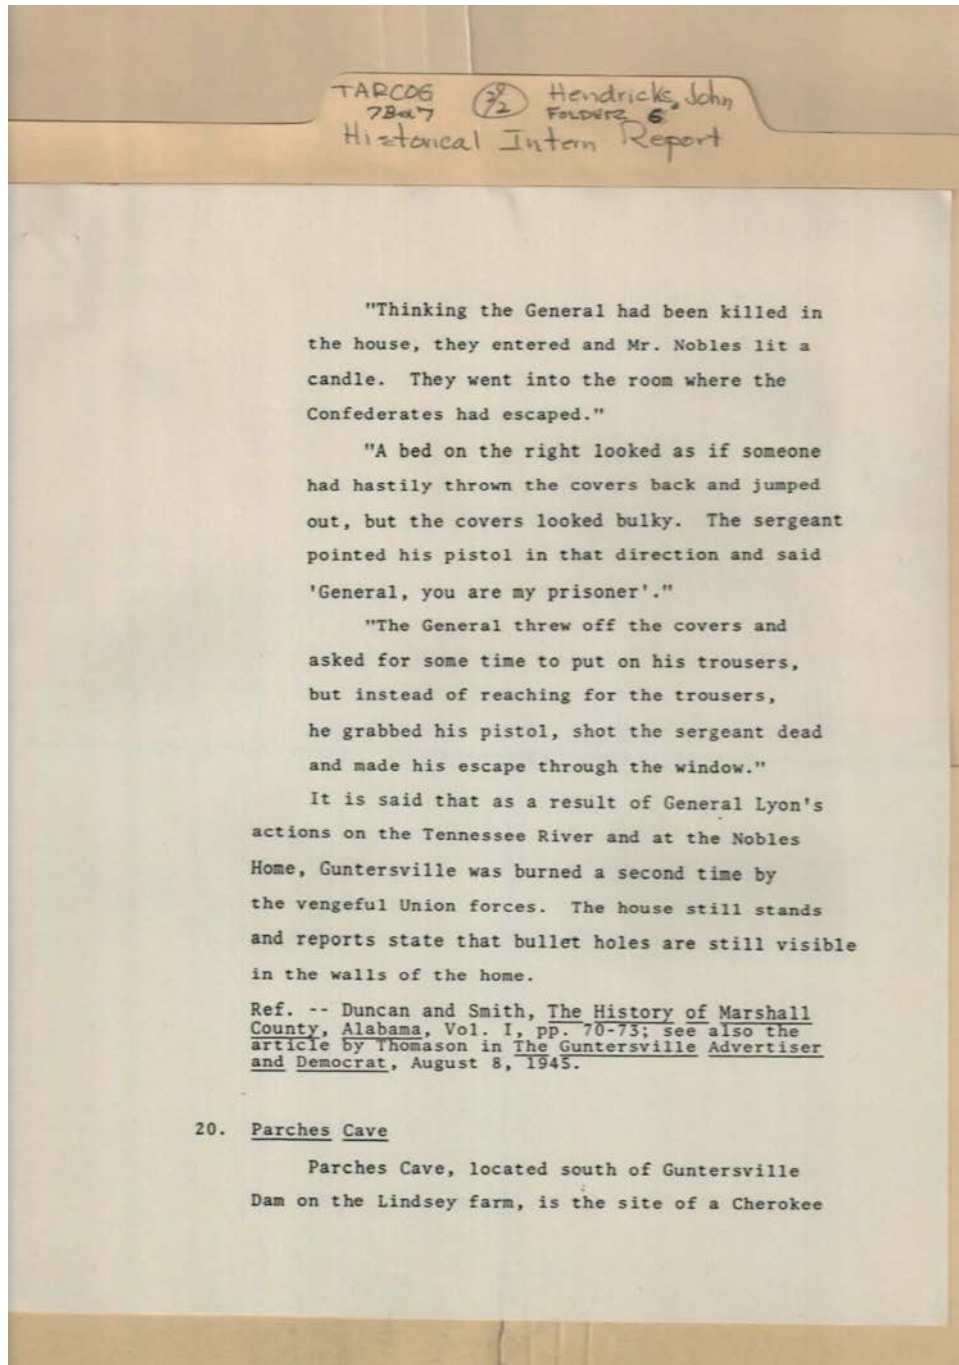 TARCOG
Hendricks, John
FOLDER 6
Historical Intern Report
"Thinking the General had been killed in
the house, they entered and Mr. Nobles lit a
candle. They went into the room where the
Confederates had escaped."
"A bed on the right looked as if someone
had hastily thrown the covers back and jumped
out, but the covers looked bulky. The sergeant
pointed his pistol in that direction and said
'General, you are my prisoner'."
"The General threw off the covers and
asked for some time to put on his trousers,
but instead of reaching for the trousers,
he grabbed his pistol, shot the sergeant dead
and made his escape through the window."
It is said that as a result of General Lyon's
actions on the Tennessee River and at the Nobles
Home, Guntersville was burned a second time by
the vengeful Union forces. The house still stands
and reports state that bullet holes are still visible
in the walls of the home.
Ref. -- Duncan and Smith, The History of Marshall
County, Alabama, Vol. I, pp. 70-73; see also the
article by Thomason in The Guntersville Advertiser
and Democrat, August 8, 1945.
20. Parches Cave
Parches Cave, located south of Guntersville
Dam on the Lindsey farm, is the site of a Cherokee